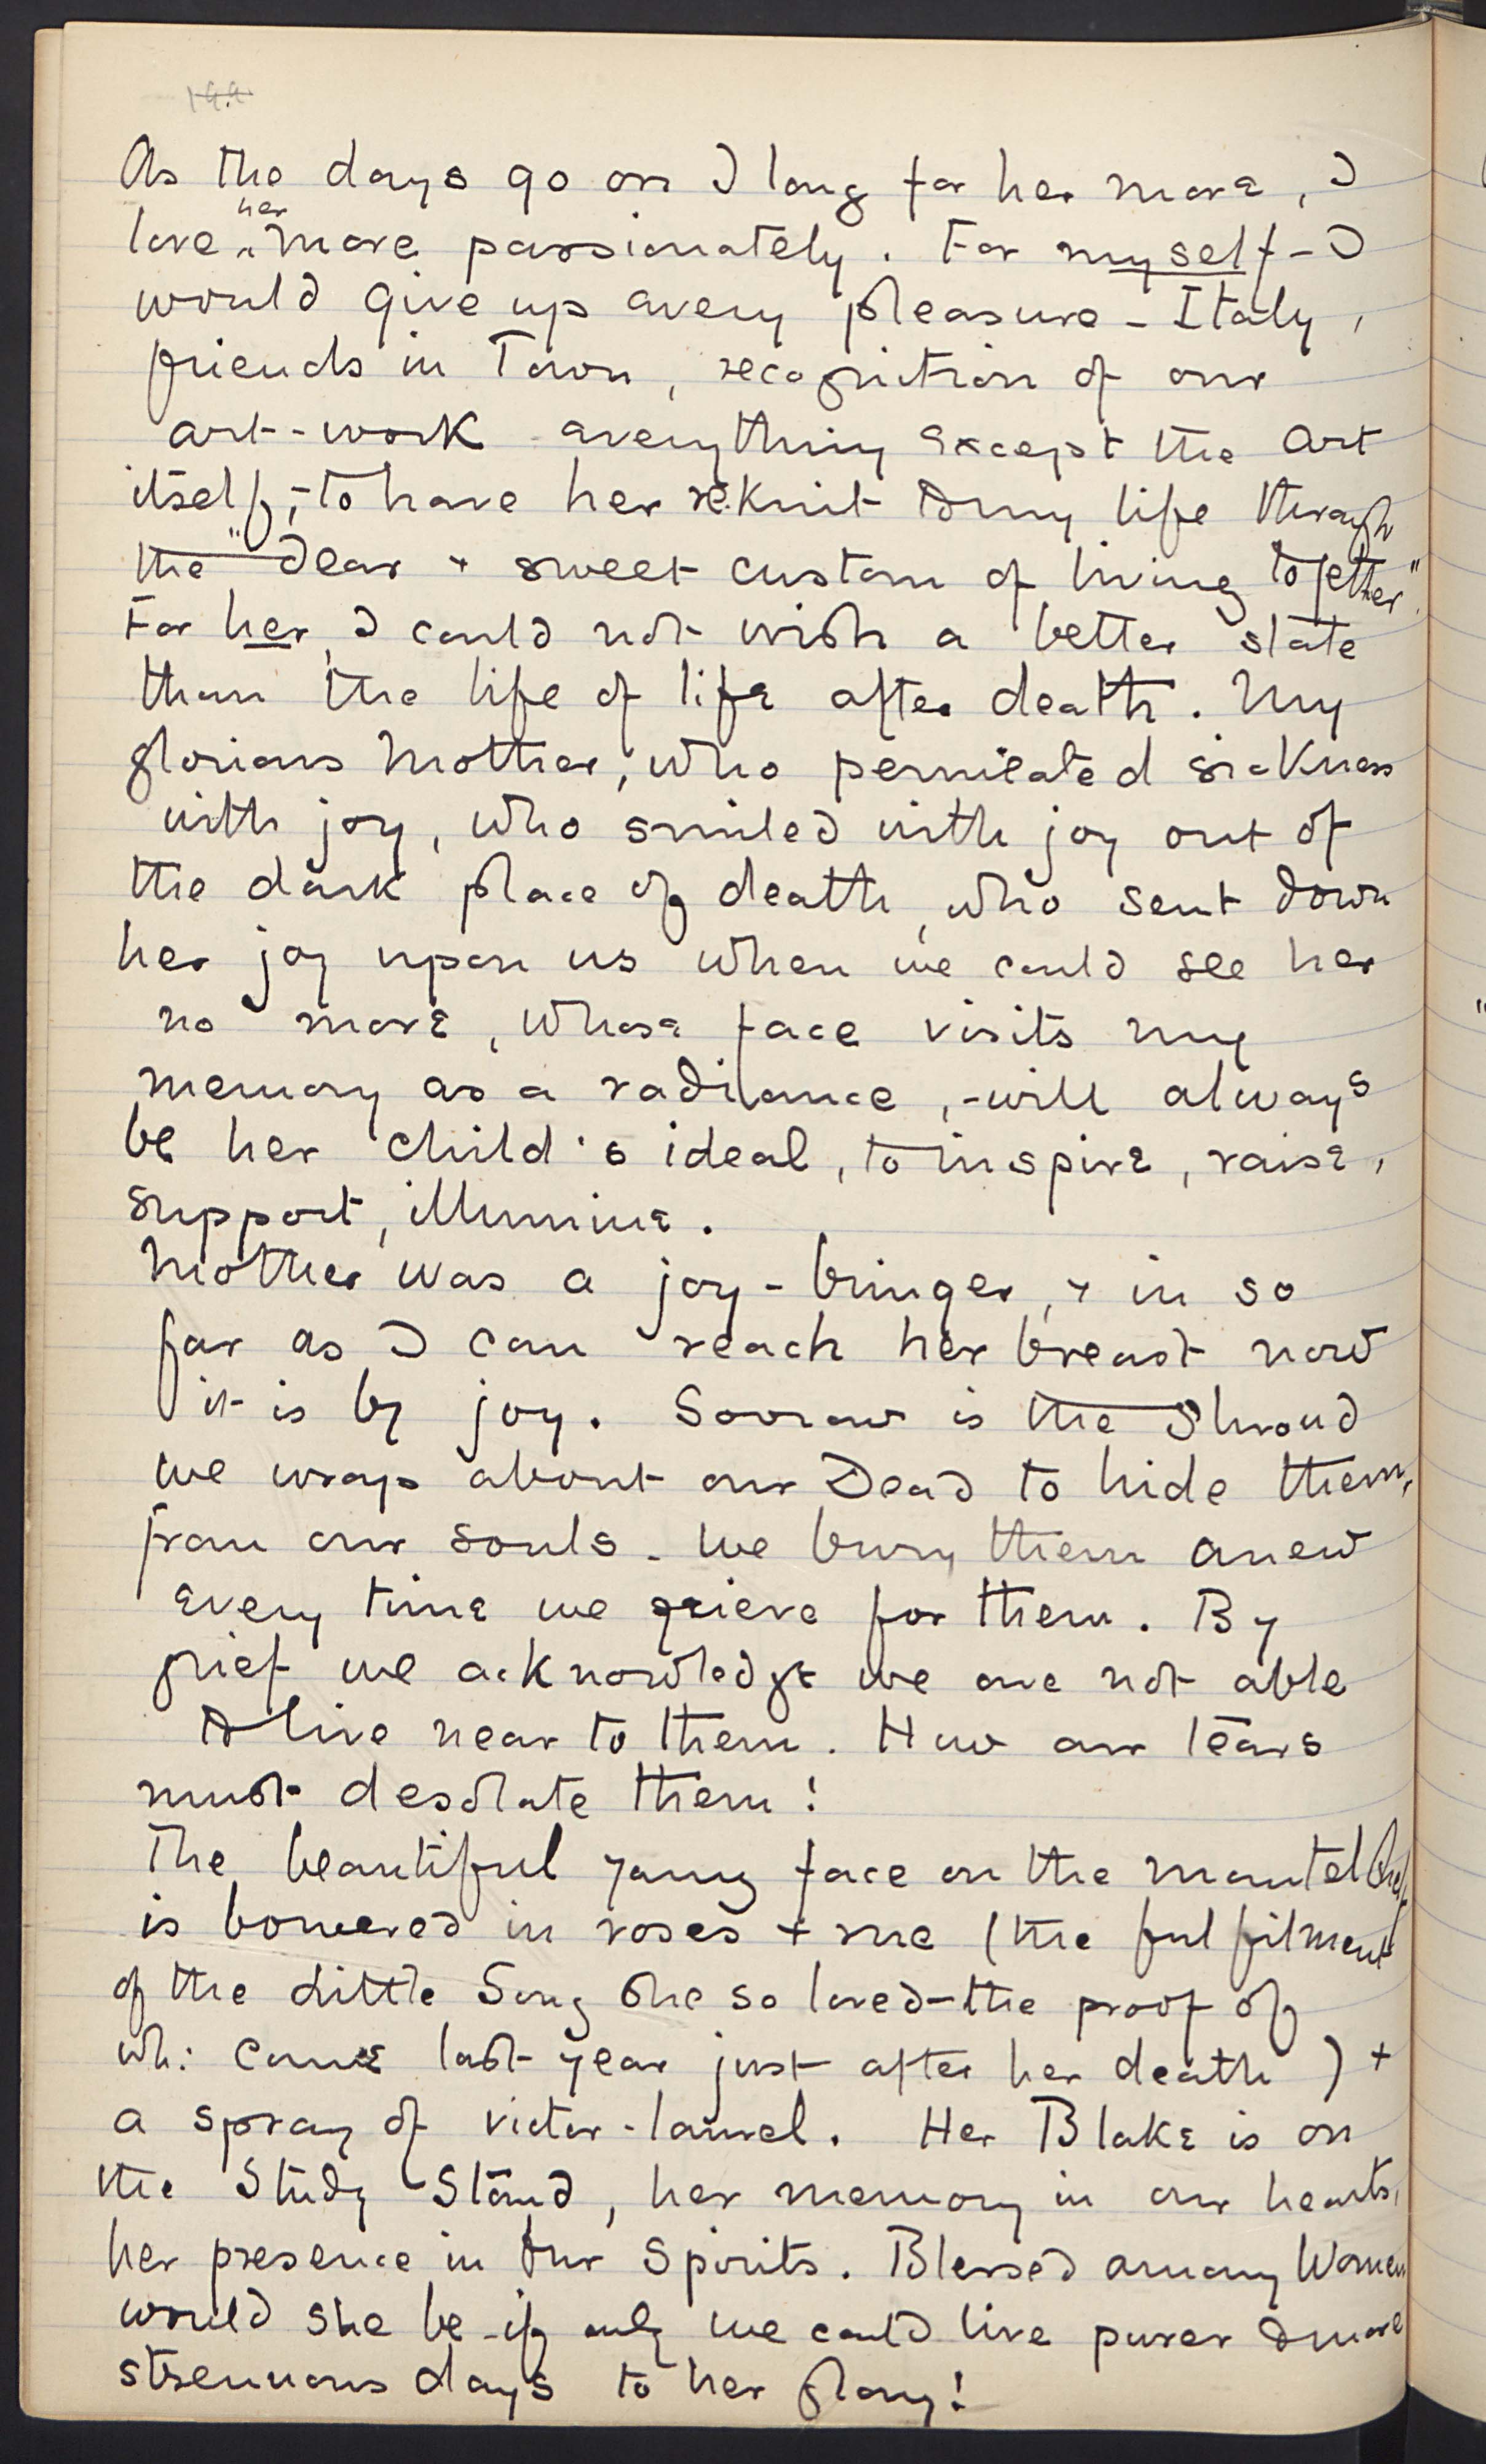 As the days go on I long for her more, I
love her more passionately. For myself - I
would give up every pleasure - Italy,
friends in Town, recognition of our
art-work everything except the art
itself, - to have her reknit to my life through
the "dear + sweet custom of living together".
For her I could not wish a better state
than the life of life after death. My
glorious Mother, who permeated sickness
with joy, who smiled with joy out of
the dark place of death, who sent down
her joy upon us when we could see her
no more, whose face visits my
memory as a radiance, - will always
be her child's ideal, to inspire, raise,
support, illumine.
Mother was a joy-bringer, + in so
far as I can reach her breast now
it is by joy. Sorrow is the Shroud
we wrap about our Dead to hide them,
from our souls. We bury them anew
every time we grieve for them. By
grief we acknowledge we are not able
to live near to them. How our tears
must desolate them!
The beautiful young face on the mantelshelf
is bowered in roses + rue (the fulfilment
of the Little Song she so loved - the proof of
wh: came last year just after her death) +
a spray of victor-laurel. Her Blake is on
the Study Stand, her memory in our hearts,
her presence in our Spirits. Blessed among Women
would she be - if only we could live purer & more
strenuous days to her glory!